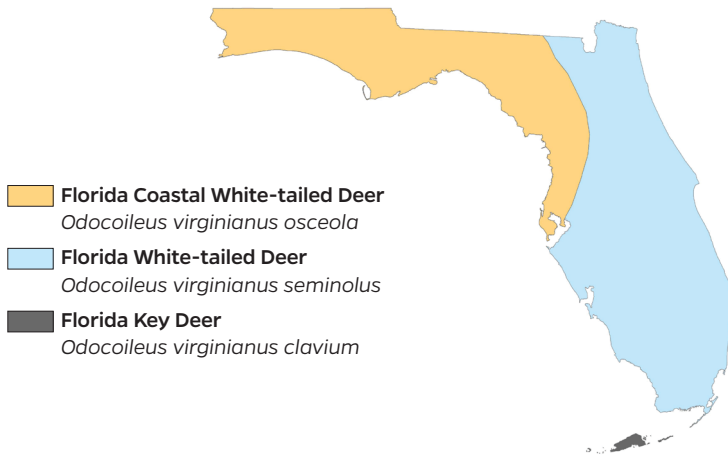 Florida Coastal White-tailed Deer
Odocoileus virginianus osceola
Florida White-tailed Deer
Odocoileus virginianus seminolus
Florida Key Deer
Odocoileus virginianus clavium